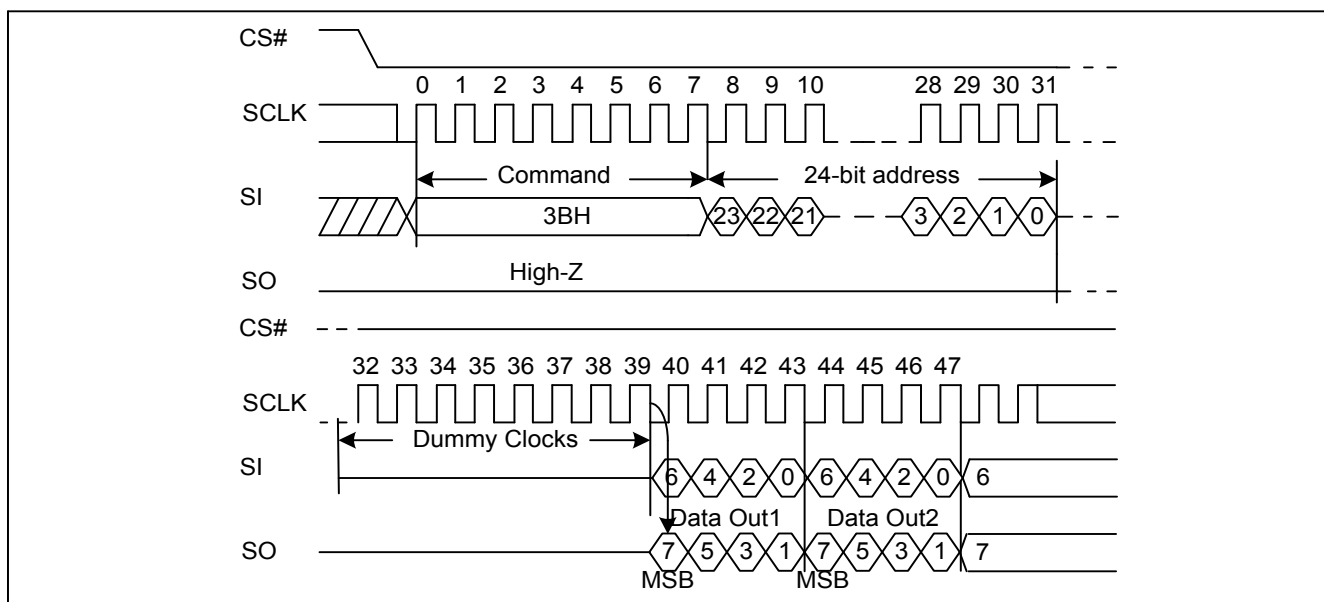 CS#
0 1 2 3 4 5 6 7 8 9 10 28 29 30 31
SCLK
Command 24-bit address
SI
3BH 23 22 21 3 2 1 0
High-Z
SO
CS#
32 33 34 35 36 37 38 39 40 41 42 43 44 45 46 47
SCLK
Dummy Clocks
SI
6 4 2 0 6 4 2 0 6
Data Out1 Data Out2
SO
7 5 3 1 7 5 3 1 7
MSB MSB